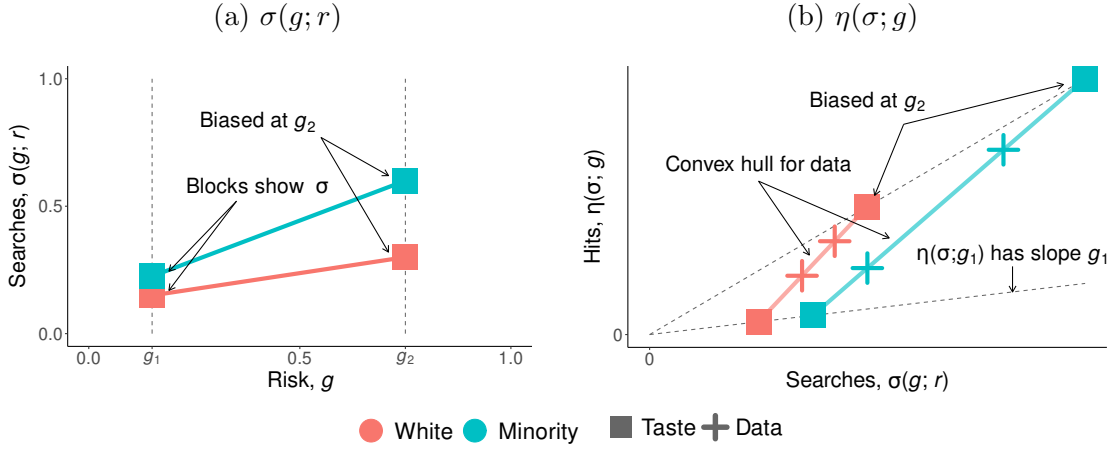 (a) σ(g; r)
1.0
0.5
0.0
Searches, σ(g; r)
Biased at g₂
Blocks show σ
0.0
g₁
0.5
g₂
1.0
Risk, g
(b) η(σ; g)
Hits, η(σ; g)
0
Biased at g₂
Convex hull for data
η(σ;g₁) has slope g₁
0
Searches, σ(g; r)
White
Minority
Taste
Data